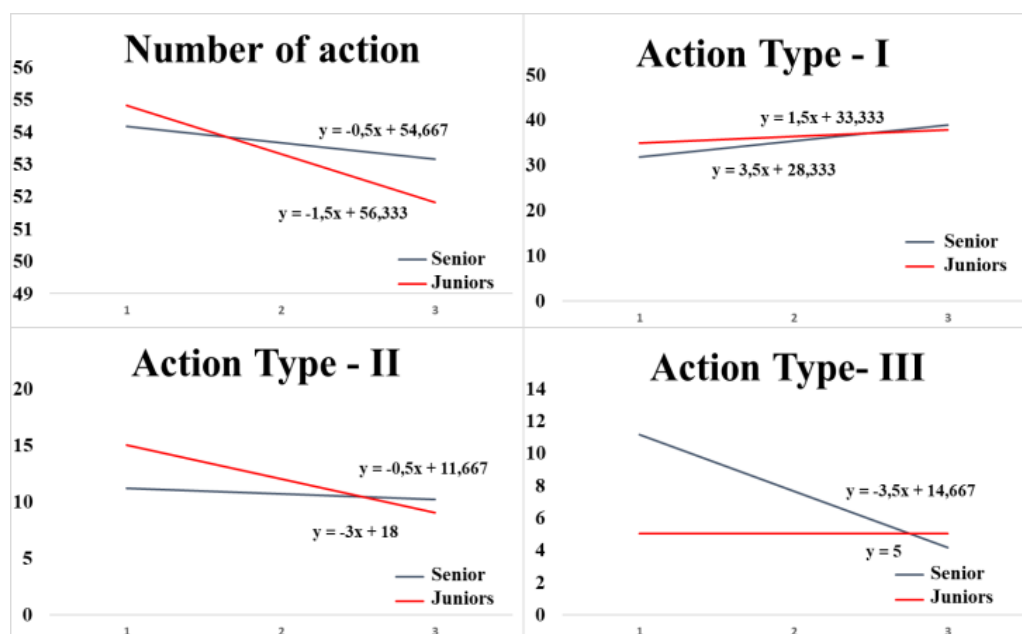 Number of action
56
55
54
53
52
51
50
49
y = -0,5x + 54,667
y = -1,5x + 56,333
Senior
Juniors
1 2 3
Action Type - I
50
40
30
20
10
0
y = 1,5x + 33,333
y = 3,5x + 28,333
Senior
Juniors
1 2 3
Action Type - II
20
15
10
5
0
y = -0,5x + 11,667
y = -3x + 18
Senior
Juniors
1 2 3
Action Type- III
14
12
10
8
6
4
2
0
y = -3,5x + 14,667
y = 5
Senior
Juniors
1 2 3